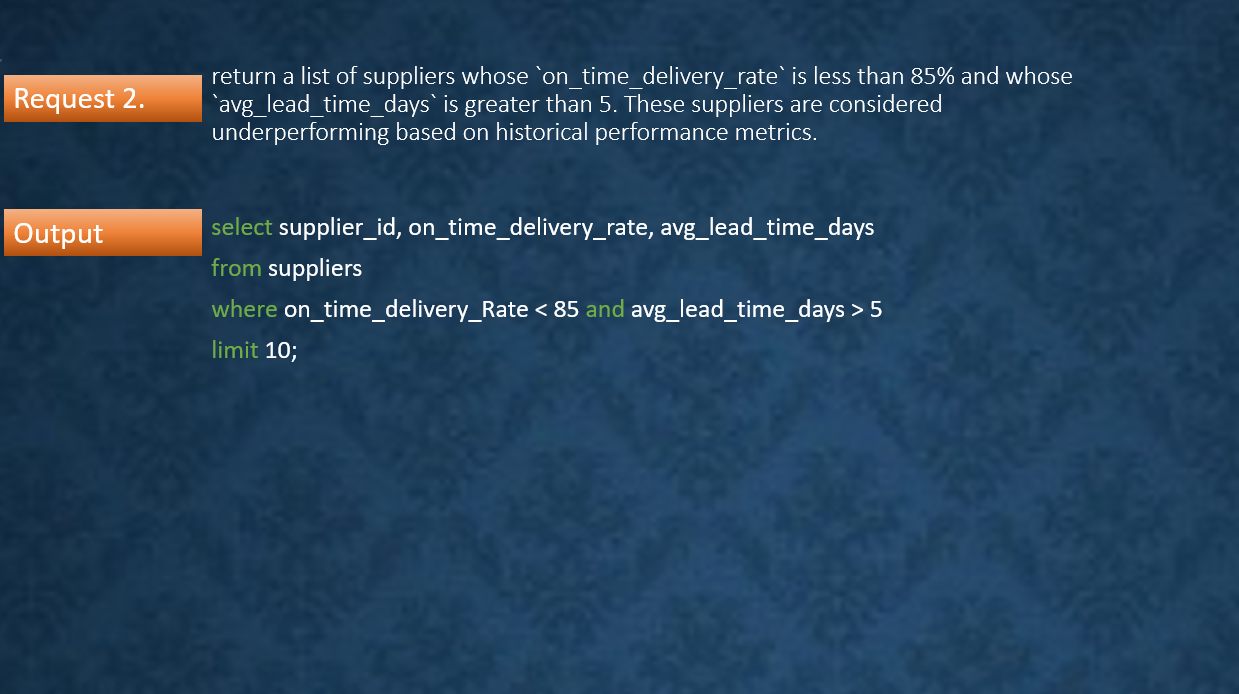 Request 2.
return a list of suppliers whose `on_time_delivery_rate` is less than 85% and whose
`avg_lead_time_days` is greater than 5. These suppliers are considered
underperforming based on historical performance metrics.
Output
select supplier_id, on_time_delivery_rate, avg_lead_time_days
from suppliers
where on_time_delivery_Rate < 85 and avg_lead_time_days > 5
limit 10;